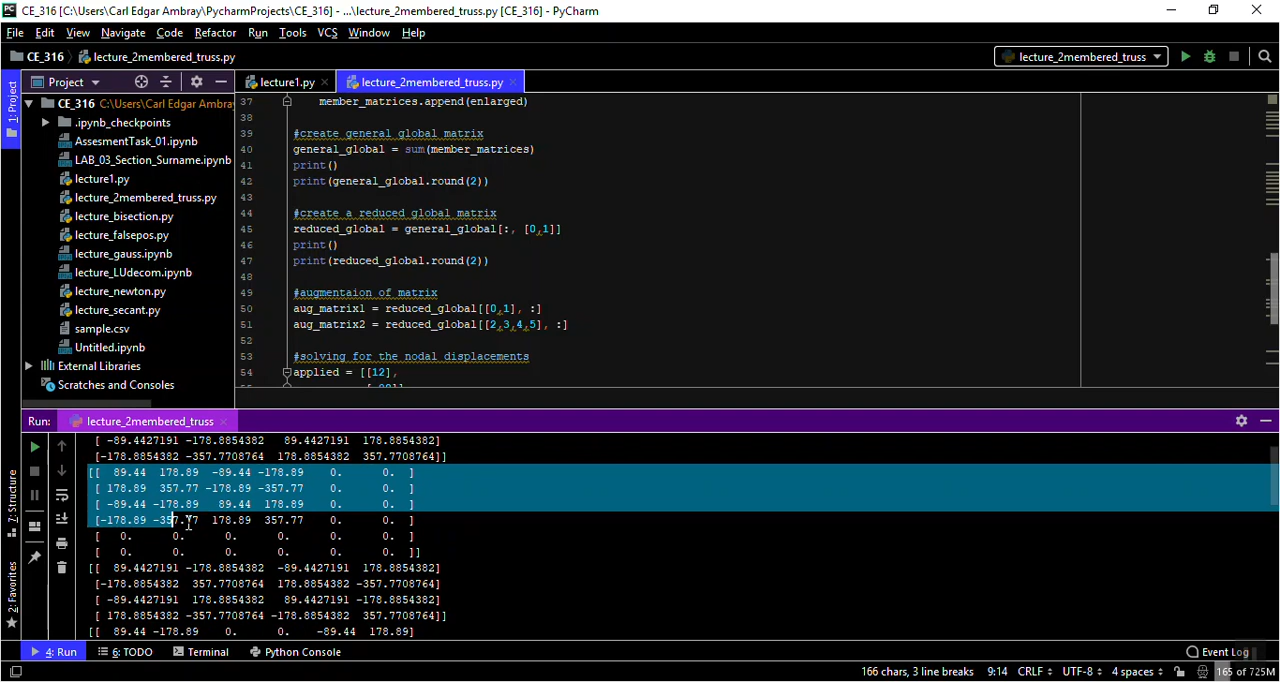 CE_316 [C:\Users\Carl Edgar Ambray\PycharmProjects\CE_316] - ...\lecture_2membered_truss.py [CE_316] - PyCharm
File Edit View Navigate Code Refactor Run Tools VCS Window Help
CE_316 lecture_2membered_truss.py lecture_2membered_truss
Project lecture1.py lecture_2membered_truss.py
1: Project
CE_316 C:\Users\Carl Edgar Ambray
.ipynb_checkpoints
AssesmentTask_01.ipynb
LAB_03_Section_Surname.ipynb
lecture1.py
lecture_2membered_truss.py
lecture_bisection.py
lecture_falsepos.py
lecture_gauss.ipynb
lecture_LUdecom.ipynb
lecture_newton.py
lecture_secant.py
sample.csv
Untitled.ipynb
External Libraries
Scratches and Consoles
37 member_matrices.append(enlarged)
38
39 #create general global matrix
40 general_global = sum(member_matrices)
41 print()
42 print(general_global.round(2))
43
44 #create a reduced global matrix
45 reduced_global = general_global[:, [0,1]]
46 print()
47 print(reduced_global.round(2))
48
49 #augmentaion of matrix
50 aug_matrix1 = reduced_global[[0,1], :]
51 aug_matrix2 = reduced_global[[2,3,4,5], :]
52
53 #solving for the nodal displacements
54 applied = [[12],
Run: lecture_2membered_truss
[ -89.4427191 -178.8854382 89.4427191 178.8854382]
[-178.8854382 -357.7708764 178.8854382 357.7708764]]
[[ 89.44 178.89 -89.44 -178.89 0. 0. ]
[ 178.89 357.77 -178.89 -357.77 0. 0. ]
[ -89.44 -178.89 89.44 178.89 0. 0. ]
[-178.89 -357.77 178.89 357.77 0. 0. ]
[ 0. 0. 0. 0. 0. 0. ]
[ 0. 0. 0. 0. 0. 0. ]]
[[ 89.4427191 -178.8854382 -89.4427191 178.8854382]
[-178.8854382 357.7708764 178.8854382 -357.7708764]
[ -89.4427191 178.8854382 89.4427191 -178.8854382]
[ 178.8854382 -357.7708764 -178.8854382 357.7708764]]
[[ 89.44 -178.89 0. 0. -89.44 178.89]
7: Structure
2: Favorites
4: Run 6: TODO Terminal Python Console Event Log
166 chars, 3 line breaks 9:14 CRLF UTF-8 4 spaces 165 of 725M